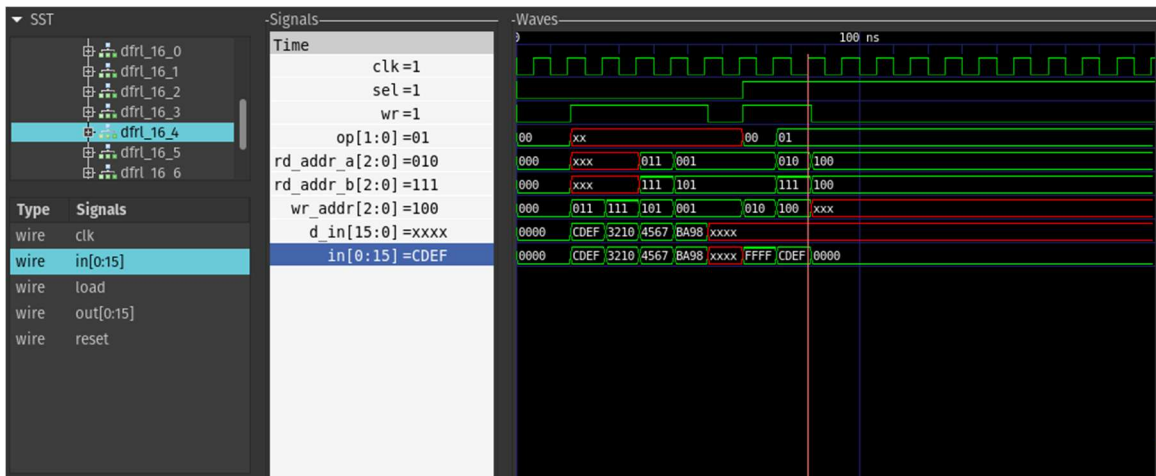 SST
dfrl_16_0
dfrl_16_1
dfrl_16_2
dfrl_16_3
dfrl_16_4
dfrl_16_5
dfrl_16_6
Type Signals
wire clk
wire in[0:15]
wire load
wire out[0:15]
wire reset
Signals
Time
clk=1
sel=1
wr=1
op[1:0]=01
rd_addr_a[2:0]=010
rd_addr_b[2:0]=111
wr_addr[2:0]=100
d_in[15:0]=xxxx
in[0:15]=CDEF
Waves
100 ns
00 xx 00 01
000 xxx 011 001 010 100
000 xxx 111 101 111 100
000 011 111 101 001 010 100 xxx
0000 CDEF 3210 4567 BA98 xxxx
0000 CDEF 3210 4567 BA98 xxxx FFFF CDEF 0000